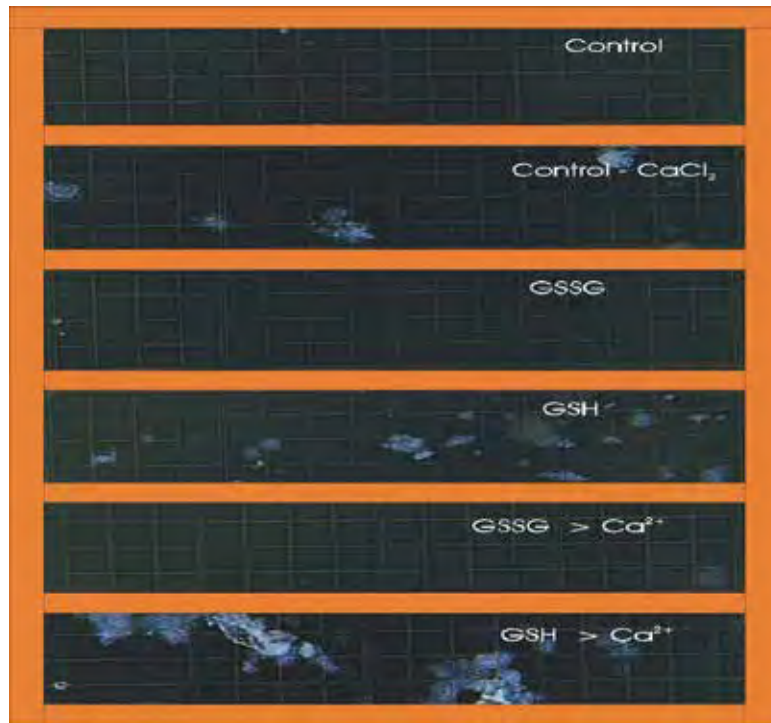 Control
Control - CaCl₂
GSSG
GSH
GSSG > Ca²⁺
GSH > Ca²⁺